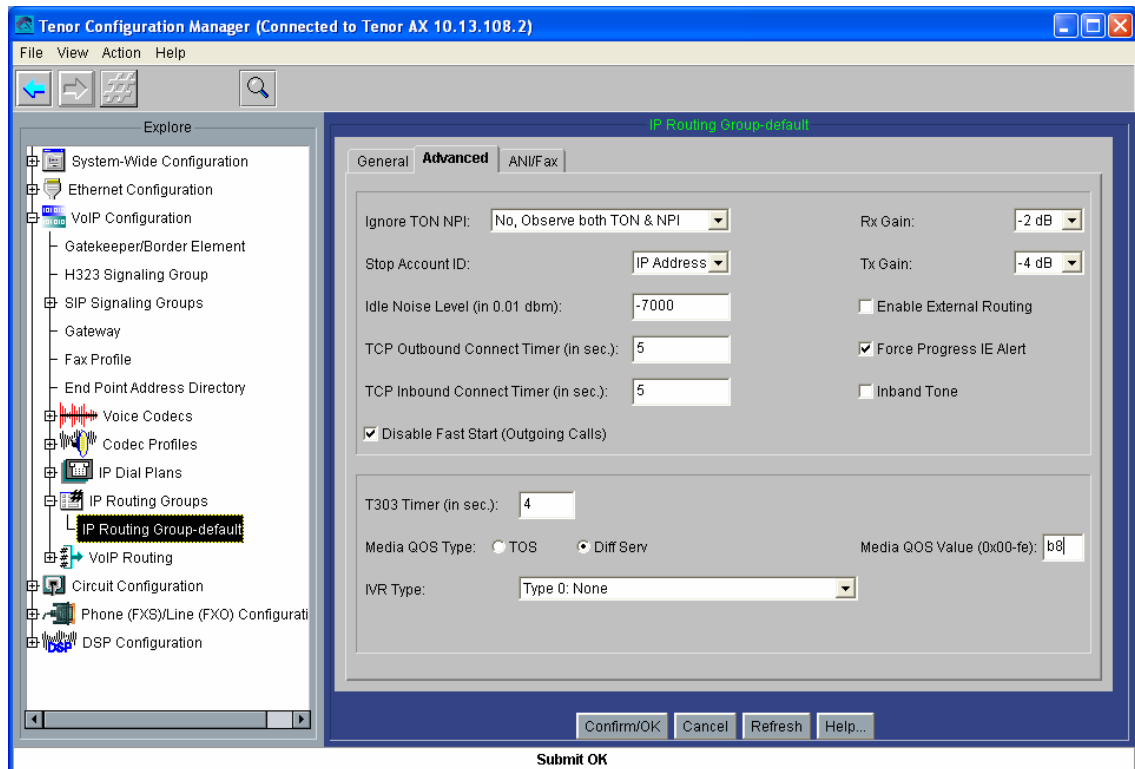 Tenor Configuration Manager (Connected to Tenor AX 10.13.108.2)
File View Action Help
Explore
System-Wide Configuration
Ethernet Configuration
VoIP Configuration
Gatekeeper/Border Element
H323 Signaling Group
SIP Signaling Groups
Gateway
Fax Profile
End Point Address Directory
Voice Codecs
Codec Profiles
IP Dial Plans
IP Routing Groups
IP Routing Group-default
VoIP Routing
Circuit Configuration
Phone (FXS)/Line (FXO) Configurati
DSP Configuration
IP Routing Group-default
General Advanced ANI/Fax
Ignore TON NPI: No, Observe both TON & NPI Rx Gain: -2 dB
Stop Account ID: IP Address Tx Gain: -4 dB
Idle Noise Level (in 0.01 dbm): -7000 Enable External Routing
TCP Outbound Connect Timer (in sec.): 5 Force Progress IE Alert
TCP Inbound Connect Timer (in sec.): 5 Inband Tone
Disable Fast Start (Outgoing Calls)
T303 Timer (in sec.): 4
Media QOS Type: TOS Diff Serv Media QOS Value (0x00-fe): b8
IVR Type: Type 0: None
Confirm/OK Cancel Refresh Help...
Submit OK